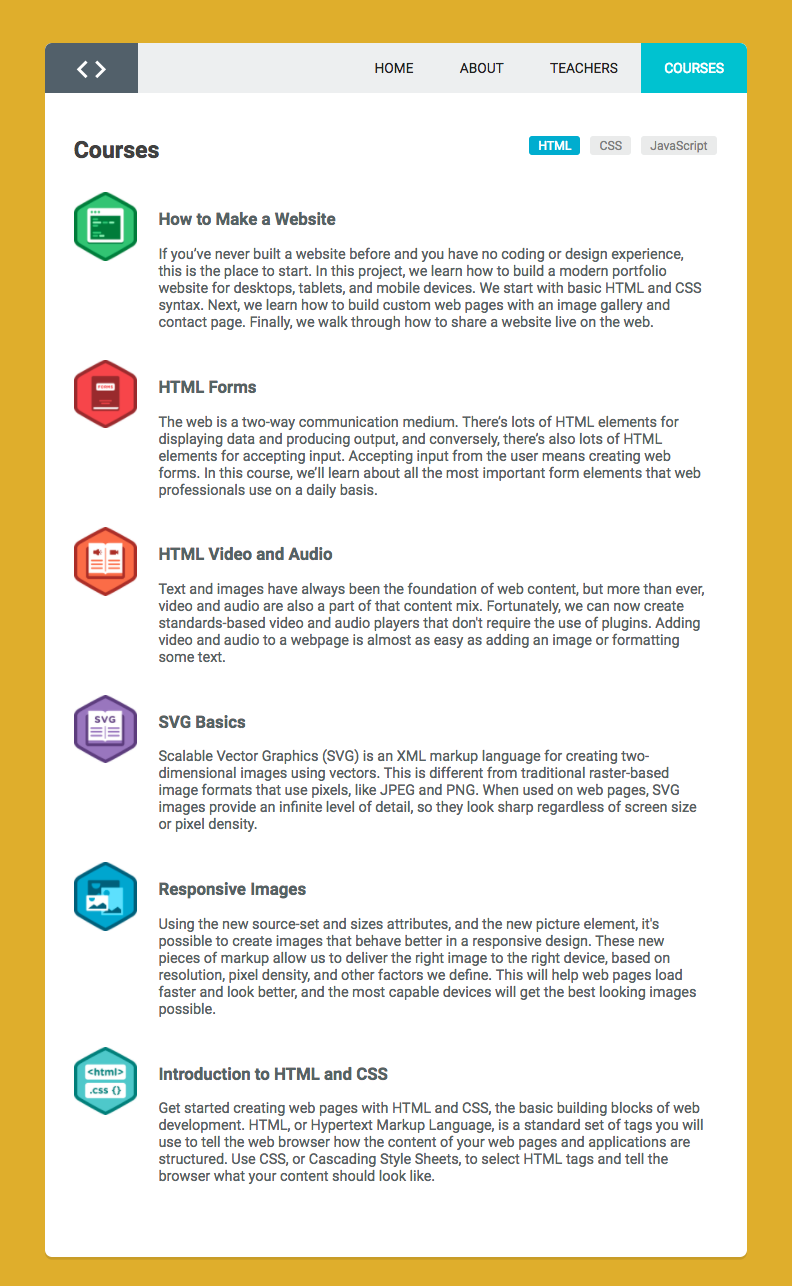 HOME ABOUT TEACHERS COURSES
Courses
HTML CSS JavaScript
How to Make a Website
If you’ve never built a website before and you have no coding or design experience,
this is the place to start. In this project, we learn how to build a modern portfolio
website for desktops, tablets, and mobile devices. We start with basic HTML and CSS
syntax. Next, we learn how to build custom web pages with an image gallery and
contact page. Finally, we walk through how to share a website live on the web.
FORMS
HTML Forms
The web is a two-way communication medium. There’s lots of HTML elements for
displaying data and producing output, and conversely, there’s also lots of HTML
elements for accepting input. Accepting input from the user means creating web
forms. In this course, we’ll learn about all the most important form elements that web
professionals use on a daily basis.
HTML Video and Audio
Text and images have always been the foundation of web content, but more than ever,
video and audio are also a part of that content mix. Fortunately, we can now create
standards-based video and audio players that don't require the use of plugins. Adding
video and audio to a webpage is almost as easy as adding an image or formatting
some text.
SVG
SVG Basics
Scalable Vector Graphics (SVG) is an XML markup language for creating two-
dimensional images using vectors. This is different from traditional raster-based
image formats that use pixels, like JPEG and PNG. When used on web pages, SVG
images provide an infinite level of detail, so they look sharp regardless of screen size
or pixel density.
Responsive Images
Using the new source-set and sizes attributes, and the new picture element, it's
possible to create images that behave better in a responsive design. These new
pieces of markup allow us to deliver the right image to the right device, based on
resolution, pixel density, and other factors we define. This will help web pages load
faster and look better, and the most capable devices will get the best looking images
possible.
<html>
.css {}
Introduction to HTML and CSS
Get started creating web pages with HTML and CSS, the basic building blocks of web
development. HTML, or Hypertext Markup Language, is a standard set of tags you will
use to tell the web browser how the content of your web pages and applications are
structured. Use CSS, or Cascading Style Sheets, to select HTML tags and tell the
browser what your content should look like.